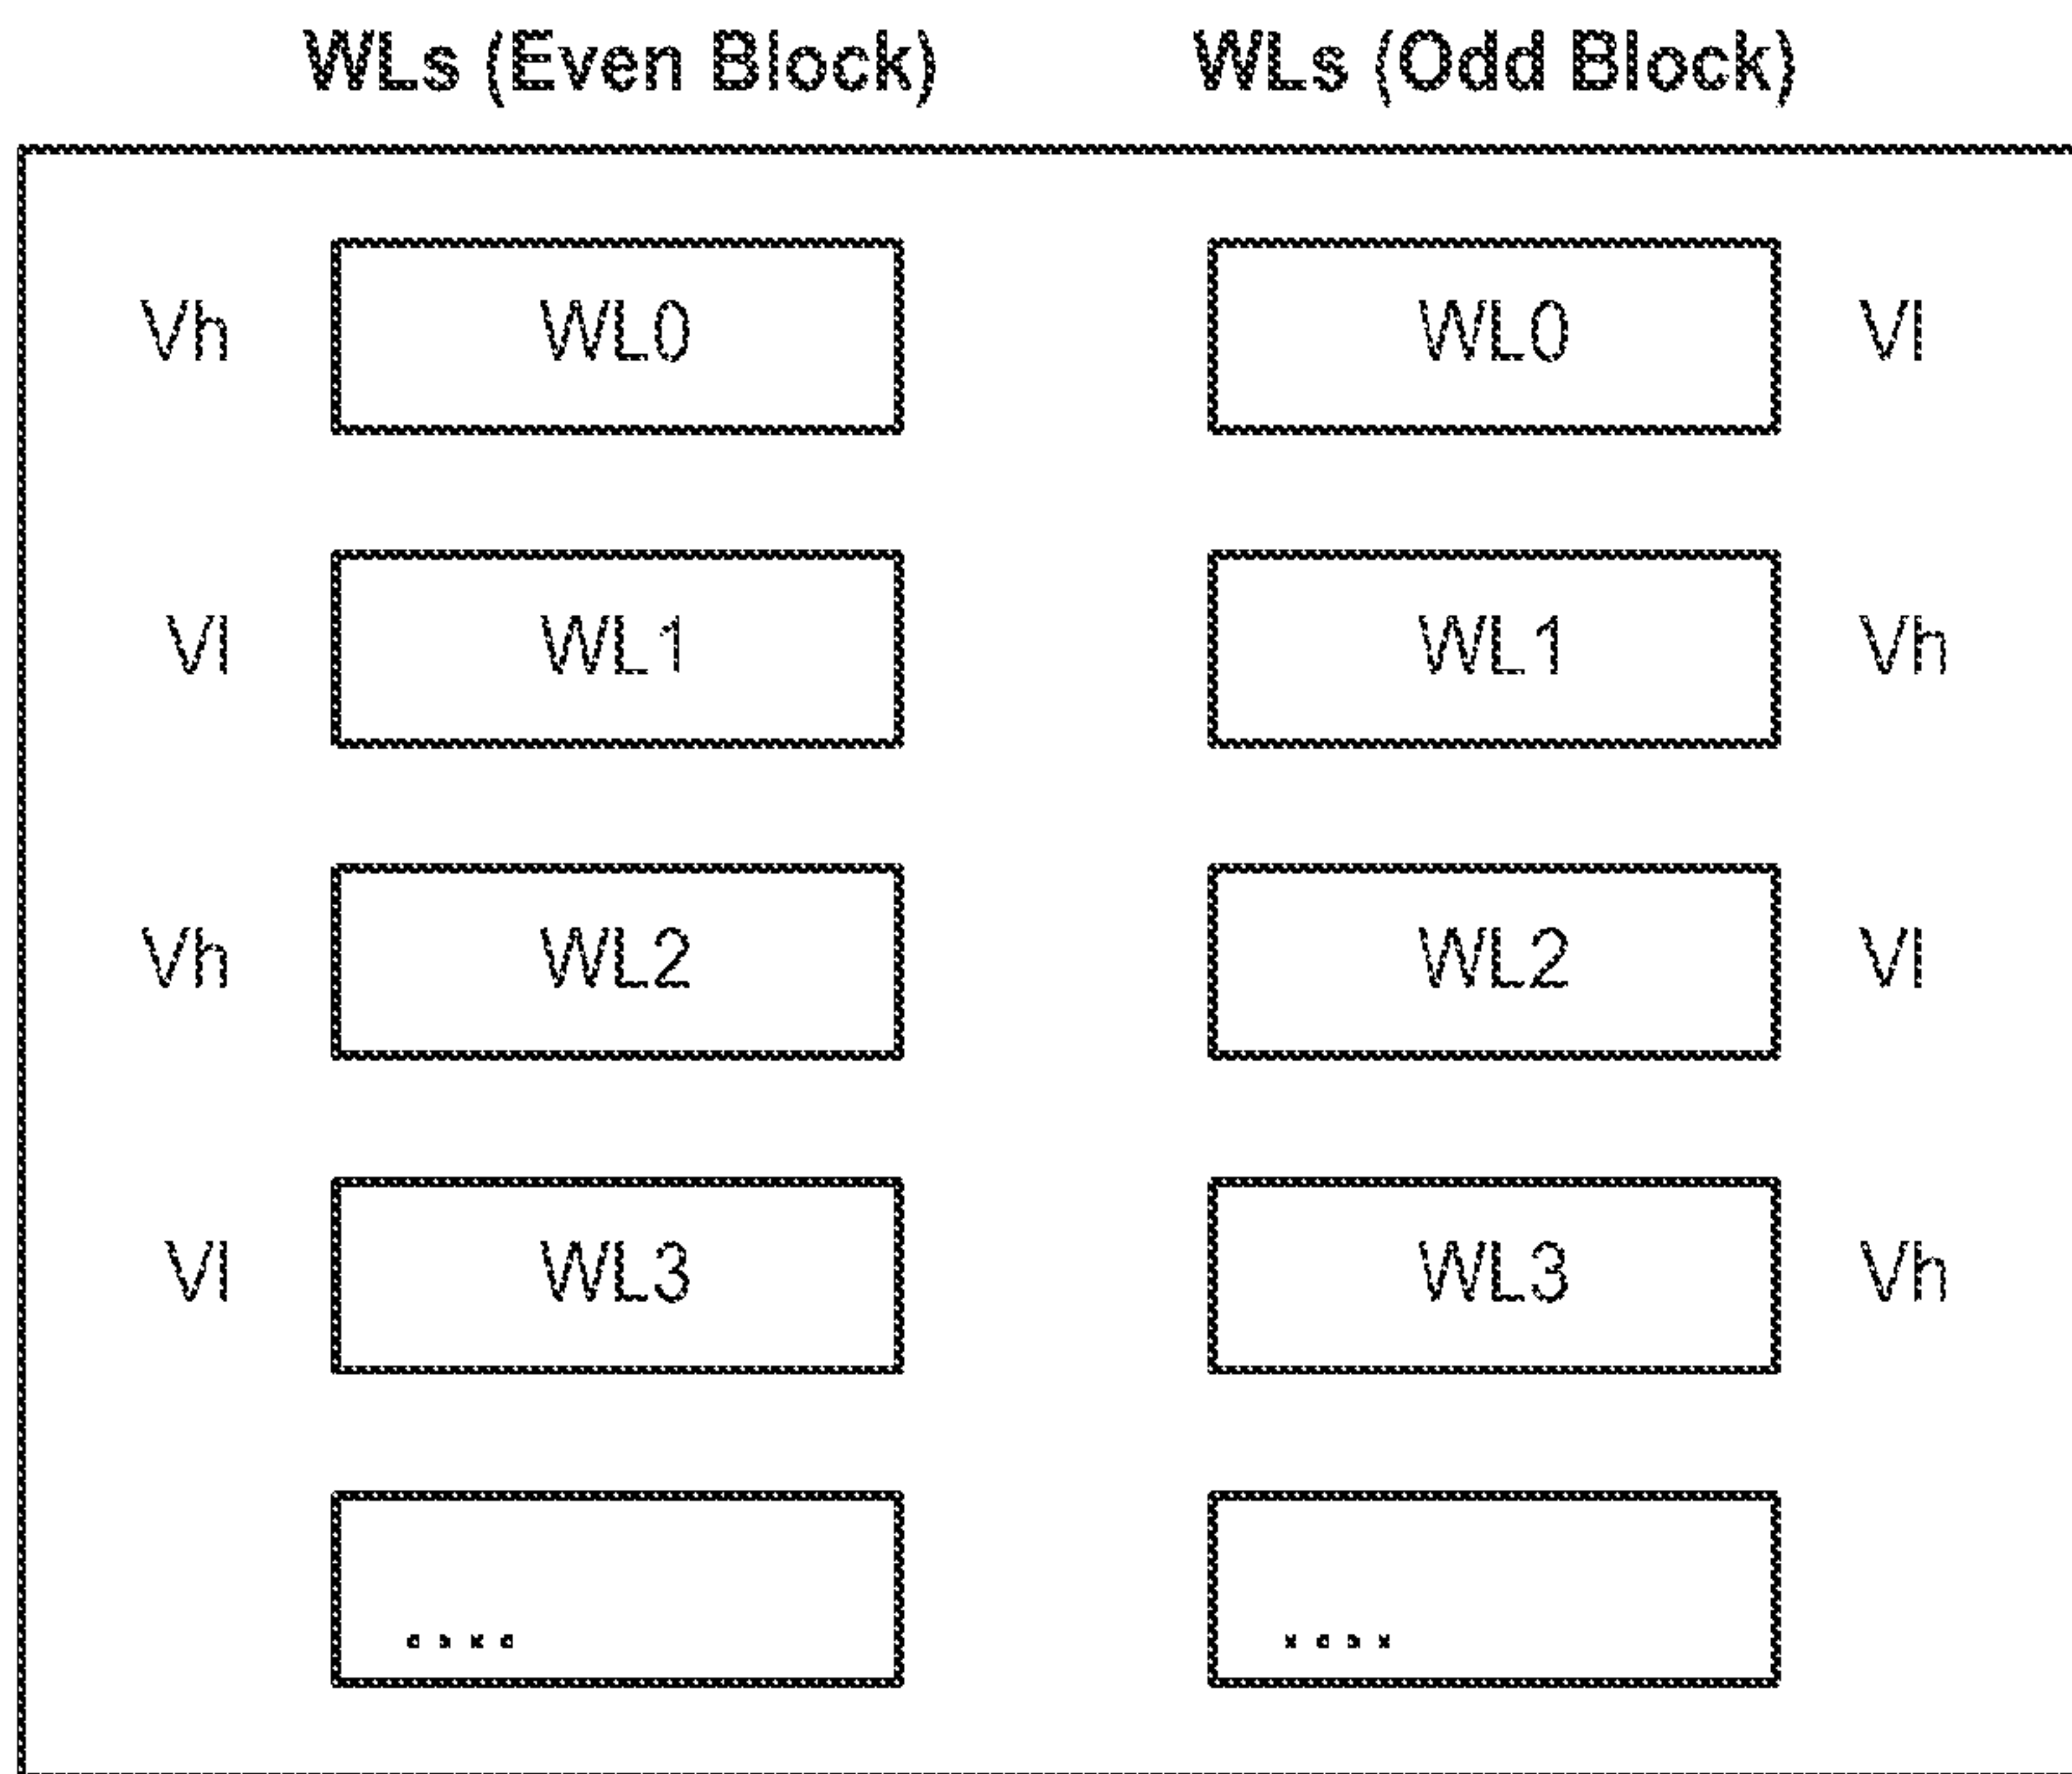 WLs (Even Block) WLs (Odd Block)
Vh WL0 WL0 Vl
Vl WL1 WL1 Vh
Vh WL2 WL2 Vl
Vl WL3 WL3 Vh
.... ....